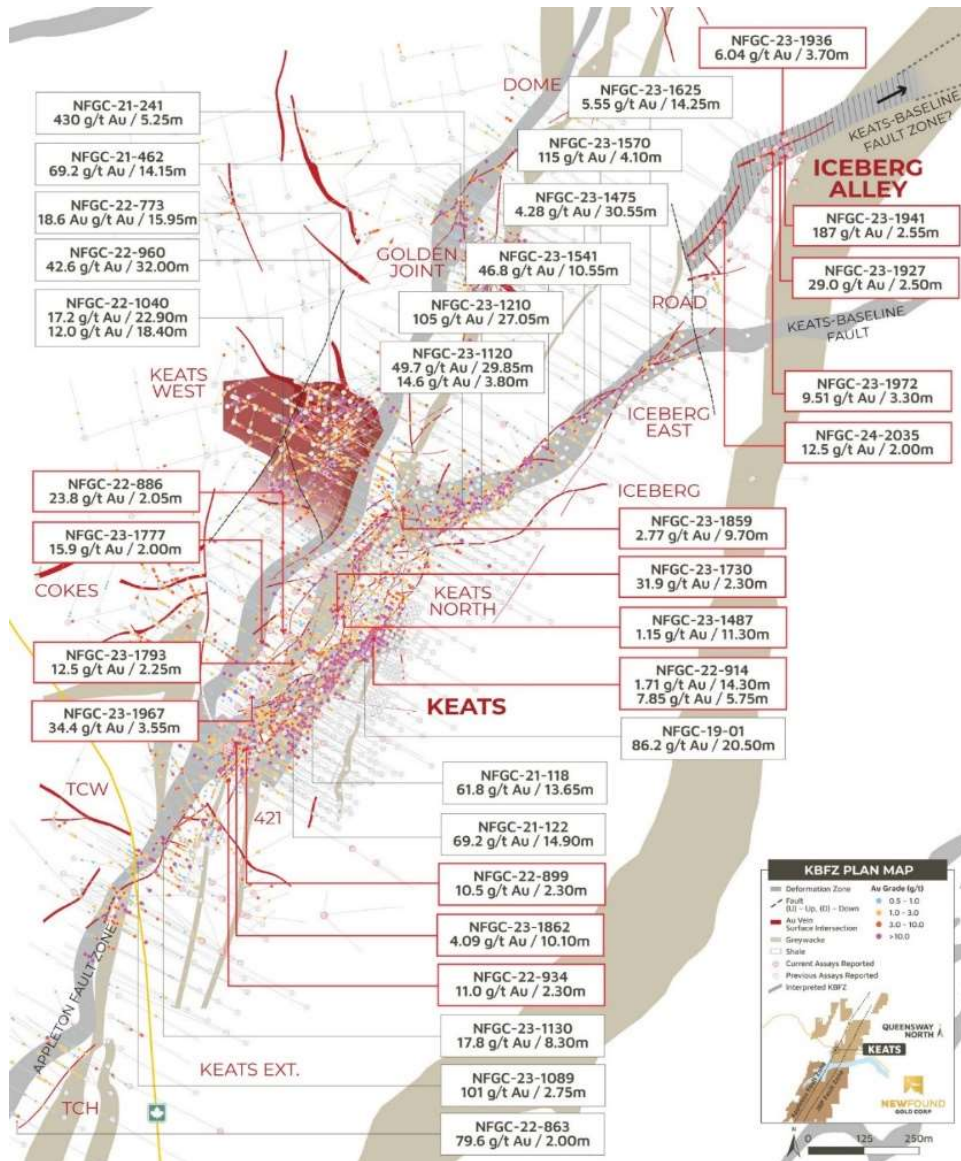 NFGC-23-1936
6.04 g/t Au / 3.70m
DOME
NFGC-23-1625
5.55 g/t Au / 14.25m
KEATS-BASELINE
FAULT ZONE?
NFGC-21-241
430 g/t Au / 5.25m
NFGC-23-1570
115 g/t Au / 4.10m
ICEBERG
ALLEY
NFGC-21-462
69.2 g/t Au / 14.15m
NFGC-23-1475
4.28 g/t Au / 30.55m
NFGC-23-1941
187 g/t Au / 2.55m
NFGC-22-773
18.6 Au g/t Au / 15.95m
GOLDEN
JOINT
NFGC-23-1541
46.8 g/t Au / 10.55m
NFGC-23-1927
29.0 g/t Au / 2.50m
NFGC-22-960
42.6 g/t Au / 32.00m
ROAD
NFGC-22-1040
17.2 g/t Au / 22.90m
12.0 g/t Au / 18.40m
NFGC-23-1210
105 g/t Au / 27.05m
KEATS-BASELINE
FAULT
NFGC-23-1120
49.7 g/t Au / 29.85m
14.6 g/t Au / 3.80m
KEATS
WEST
NFGC-23-1972
9.51 g/t Au / 3.30m
ICEBERG
EAST
NFGC-24-2035
12.5 g/t Au / 2.00m
NFGC-22-886
23.8 g/t Au / 2.05m
ICEBERG
NFGC-23-1859
2.77 g/t Au / 9.70m
NFGC-23-1777
15.9 g/t Au / 2.00m
NFGC-23-1730
31.9 g/t Au / 2.30m
COKES
KEATS
NORTH
NFGC-23-1487
1.15 g/t Au / 11.30m
NFGC-23-1793
12.5 g/t Au / 2.25m
NFGC-22-914
1.71 g/t Au / 14.30m
7.85 g/t Au / 5.75m
KEATS
NFGC-23-1967
34.4 g/t Au / 3.55m
NFGC-19-01
86.2 g/t Au / 20.50m
NFGC-21-118
61.8 g/t Au / 13.65m
TCW
421
NFGC-21-122
69.2 g/t Au / 14.90m
NFGC-22-899
10.5 g/t Au / 2.30m
NFGC-23-1862
4.09 g/t Au / 10.10m
NFGC-22-934
11.0 g/t Au / 2.30m
APPLETON FAULT ZONE
NFGC-23-1130
17.8 g/t Au / 8.30m
KEATS EXT.
NFGC-23-1089
101 g/t Au / 2.75m
TCH
NFGC-22-863
79.6 g/t Au / 2.00m
KBFZ PLAN MAP
Deformation Zone
Fault
(U) – Up, (D) – Down
Au Vein
Surface Intersection
Greywacke
Shale
Current Assays Reported
Previous Assays Reported
Interpreted KBFZ
Au Grade (g/t)
0.5 - 1.0
1.0 - 3.0
3.0 - 10.0
>10.0
QUEENSWAY
NORTH
KEATS
NEWFOUND
GOLD CORP
N
0 125 250m